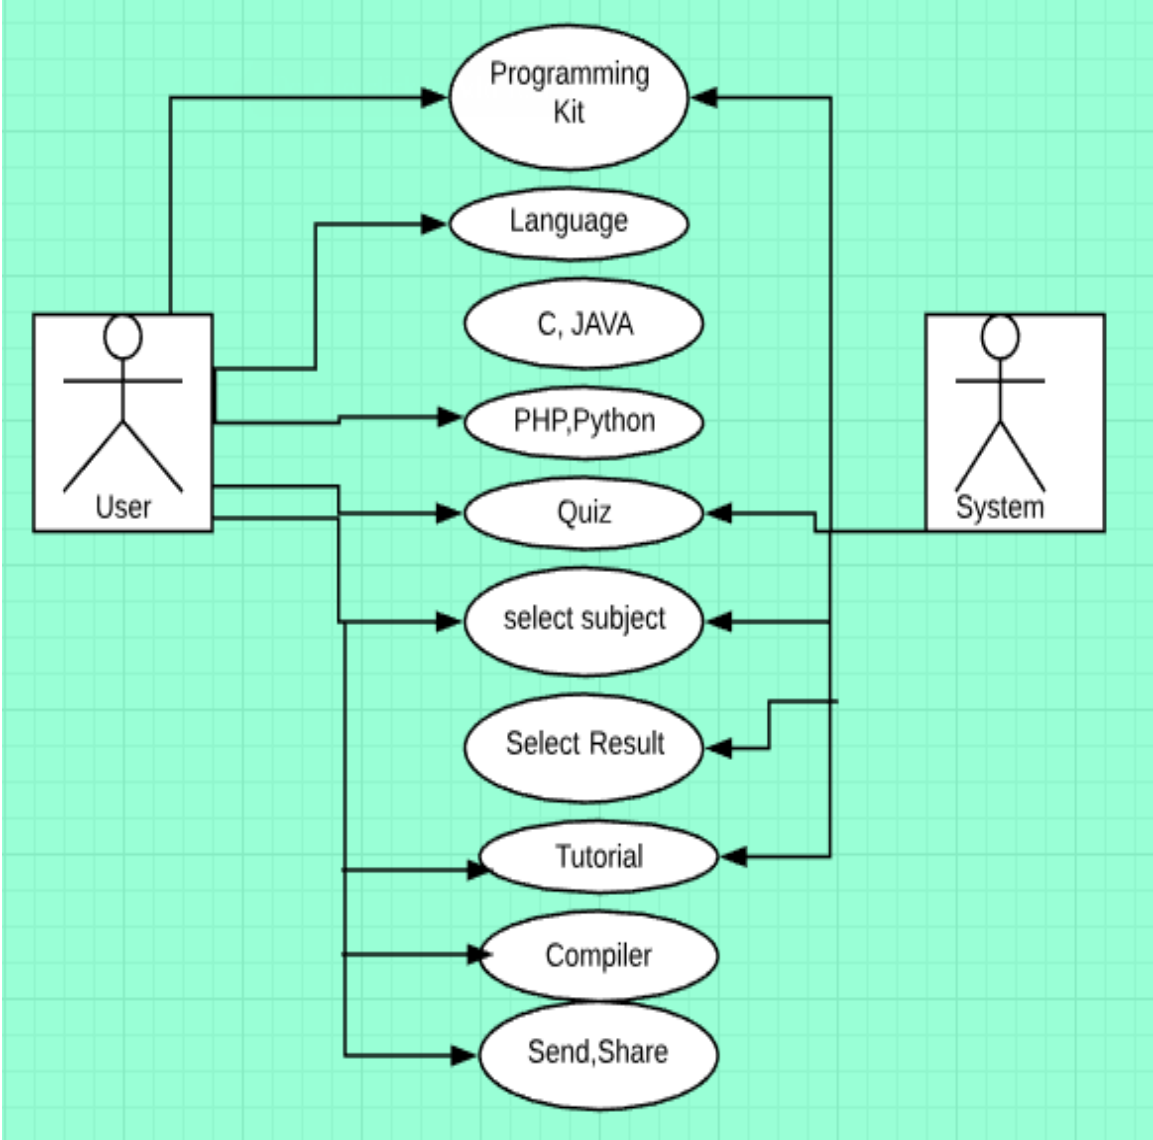 Programming
Kit
Language
C, JAVA
PHP,Python
User
Quiz
System
select subject
Select Result
Tutorial
Compiler
Send,Share